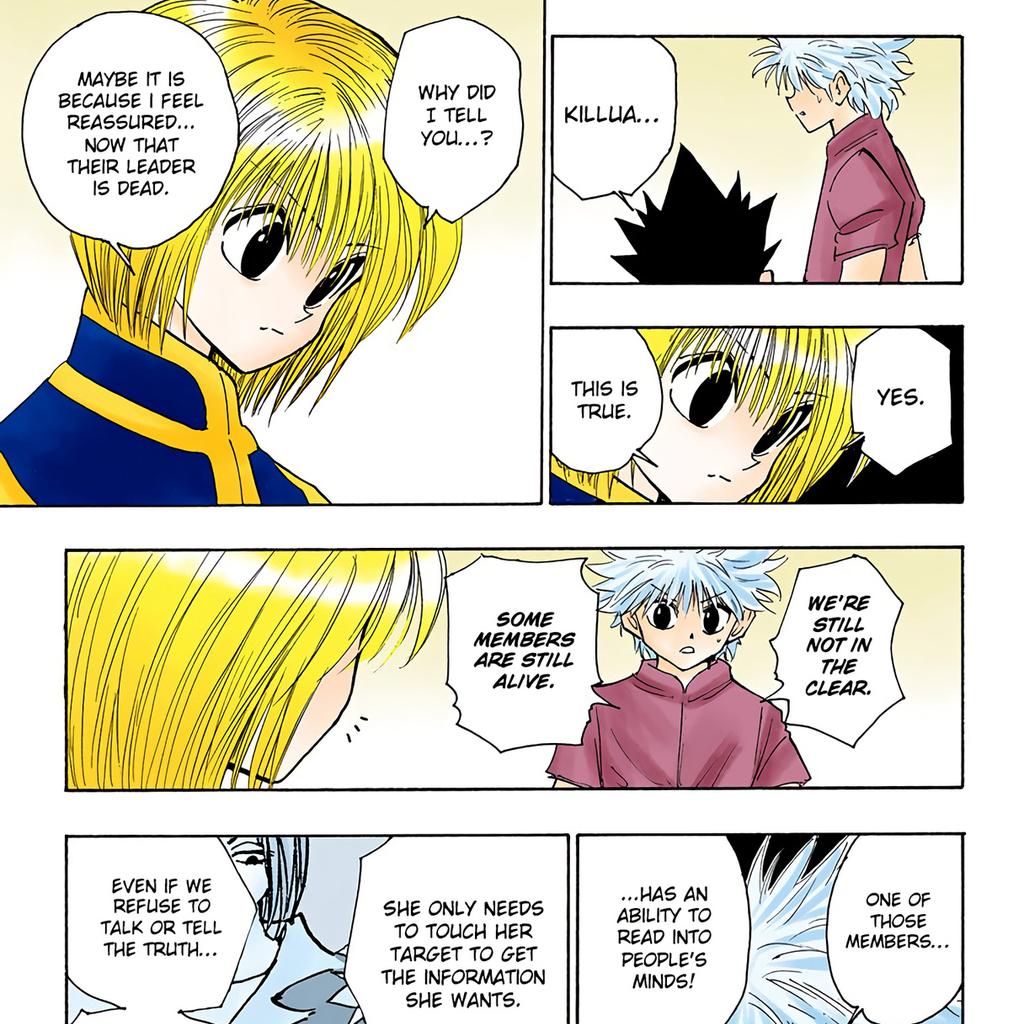 KILLUA...
WHY DID
I TELL
YOU...?
MAYBE IT IS
BECAUSE I FEEL
REASSURED...
NOW THAT
THEIR LEADER
IS DEAD.
YES.
THIS IS
TRUE.
WE'RE
STILL
NOT IN
THE
CLEAR.
SOME
MEMBERS
ARE STILL
ALIVE.
ONE OF
THOSE
MEMBERS...
...HAS AN
ABILITY TO
READ INTO
PEOPLE'S
MINDS!
SHE ONLY NEEDS
TO TOUCH HER
TARGET TO GET
THE INFORMATION
SHE WANTS.
EVEN IF WE
REFUSE TO
TALK OR TELL
THE TRUTH...